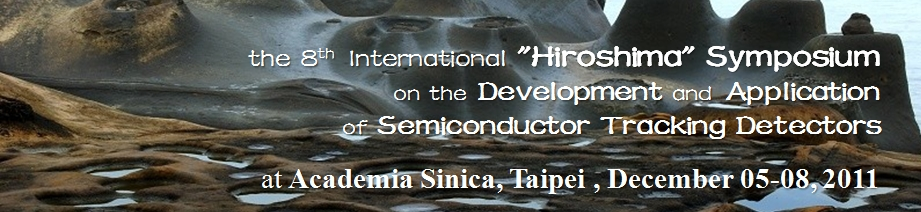 the 8th International "Hiroshima" Symposium
on the Development and Application
of Semiconductor Tracking Detectors
at Academia Sinica, Taipei , December 05-08, 2011